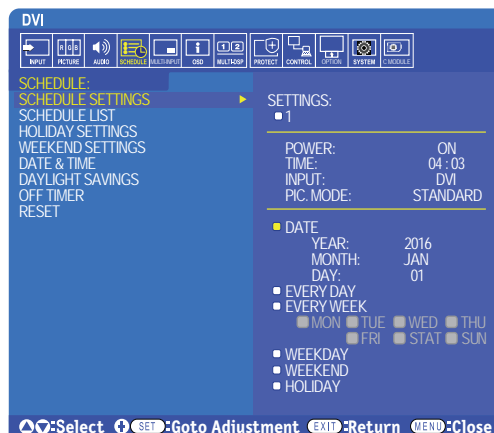 DVI
INPUT RGB PICTURE AUDIO SCHEDULE MULTI-INPUT i OSD 1 2 MULTI-DSP PROTECT CONTROL OPTION SYSTEM C MODULE
SCHEDULE:
SCHEDULE SETTINGS
SCHEDULE LIST
HOLIDAY SETTINGS
WEEKEND SETTINGS
DATE & TIME
DAYLIGHT SAVINGS
OFF TIMER
RESET
SETTINGS:
1
POWER: ON
TIME: 04 : 03
INPUT: DVI
PIC. MODE: STANDARD
DATE
YEAR: 2016
MONTH: JAN
DAY: 01
EVERY DAY
EVERY WEEK
MON TUE WED THU
FRI STAT SUN
WEEKDAY
WEEKEND
HOLIDAY
:Select SET:Goto Adjustment EXIT:Return MENU:Close